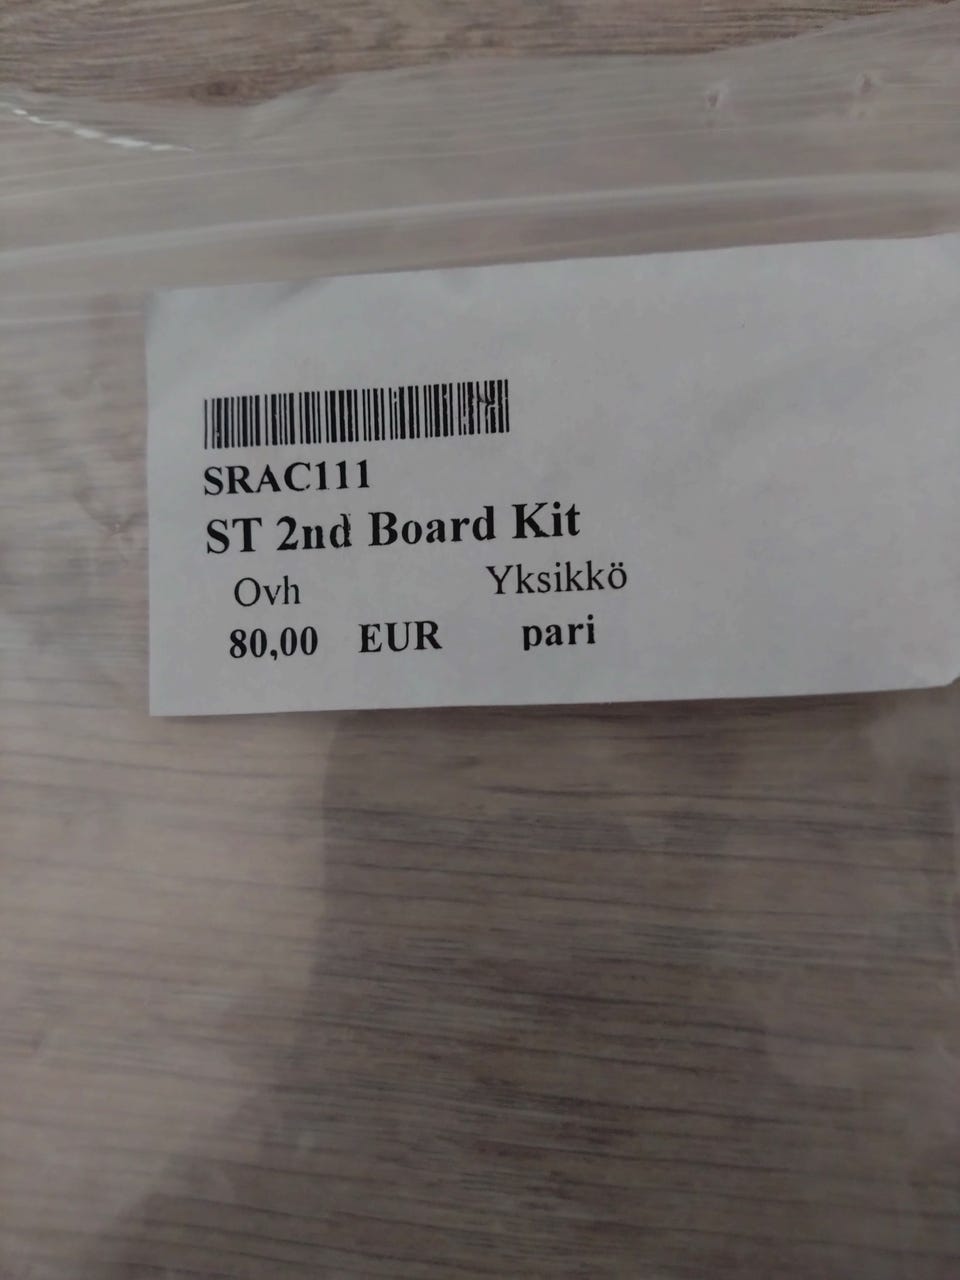 SRAC111
ST 2nd Board Kit
Ovh Yksikkö
80,00 EUR pari